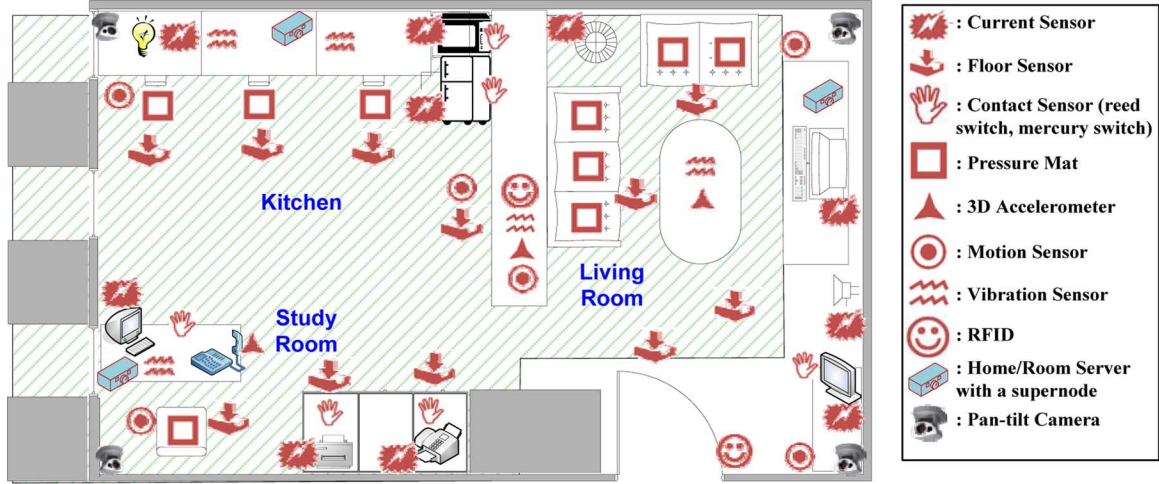 Kitchen
Living
Room
Study
Room
: Current Sensor
: Floor Sensor
: Contact Sensor (reed
switch, mercury switch)
: Pressure Mat
: 3D Accelerometer
: Motion Sensor
: Vibration Sensor
: RFID
: Home/Room Server
with a supernode
: Pan-tilt Camera